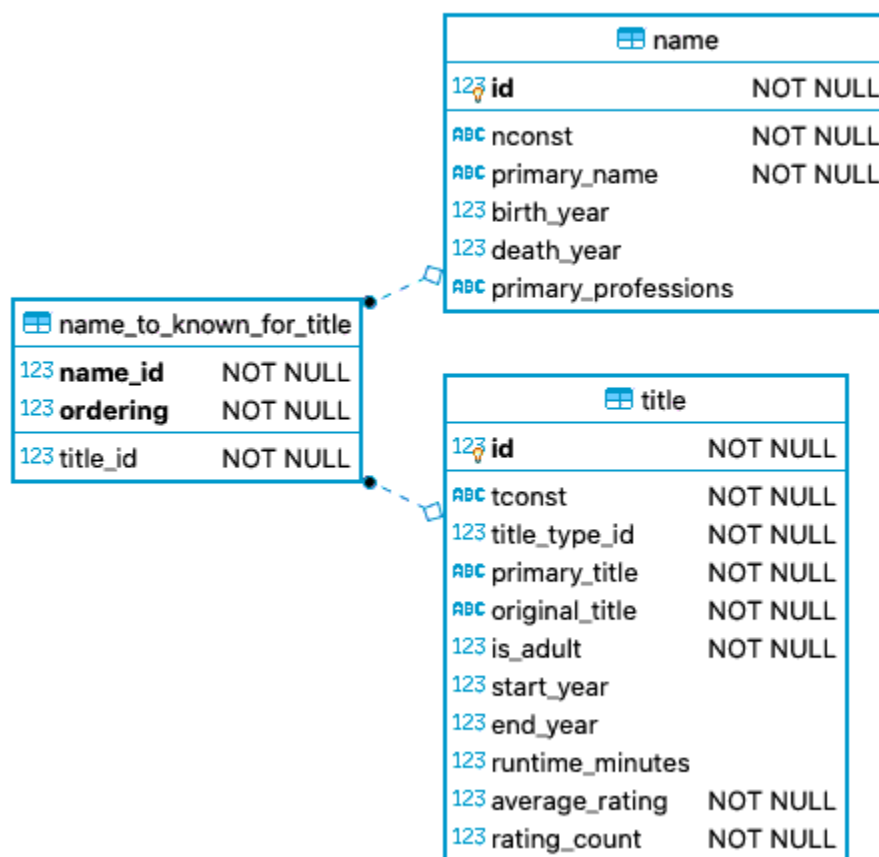 name
123 id NOT NULL
ABC nconst NOT NULL
ABC primary_name NOT NULL
123 birth_year
123 death_year
ABC primary_professions
name_to_known_for_title
123 name_id NOT NULL
123 ordering NOT NULL
123 title_id NOT NULL
title
123 id NOT NULL
ABC tconst NOT NULL
123 title_type_id NOT NULL
ABC primary_title NOT NULL
ABC original_title NOT NULL
123 is_adult NOT NULL
123 start_year
123 end_year
123 runtime_minutes
123 average_rating NOT NULL
123 rating_count NOT NULL